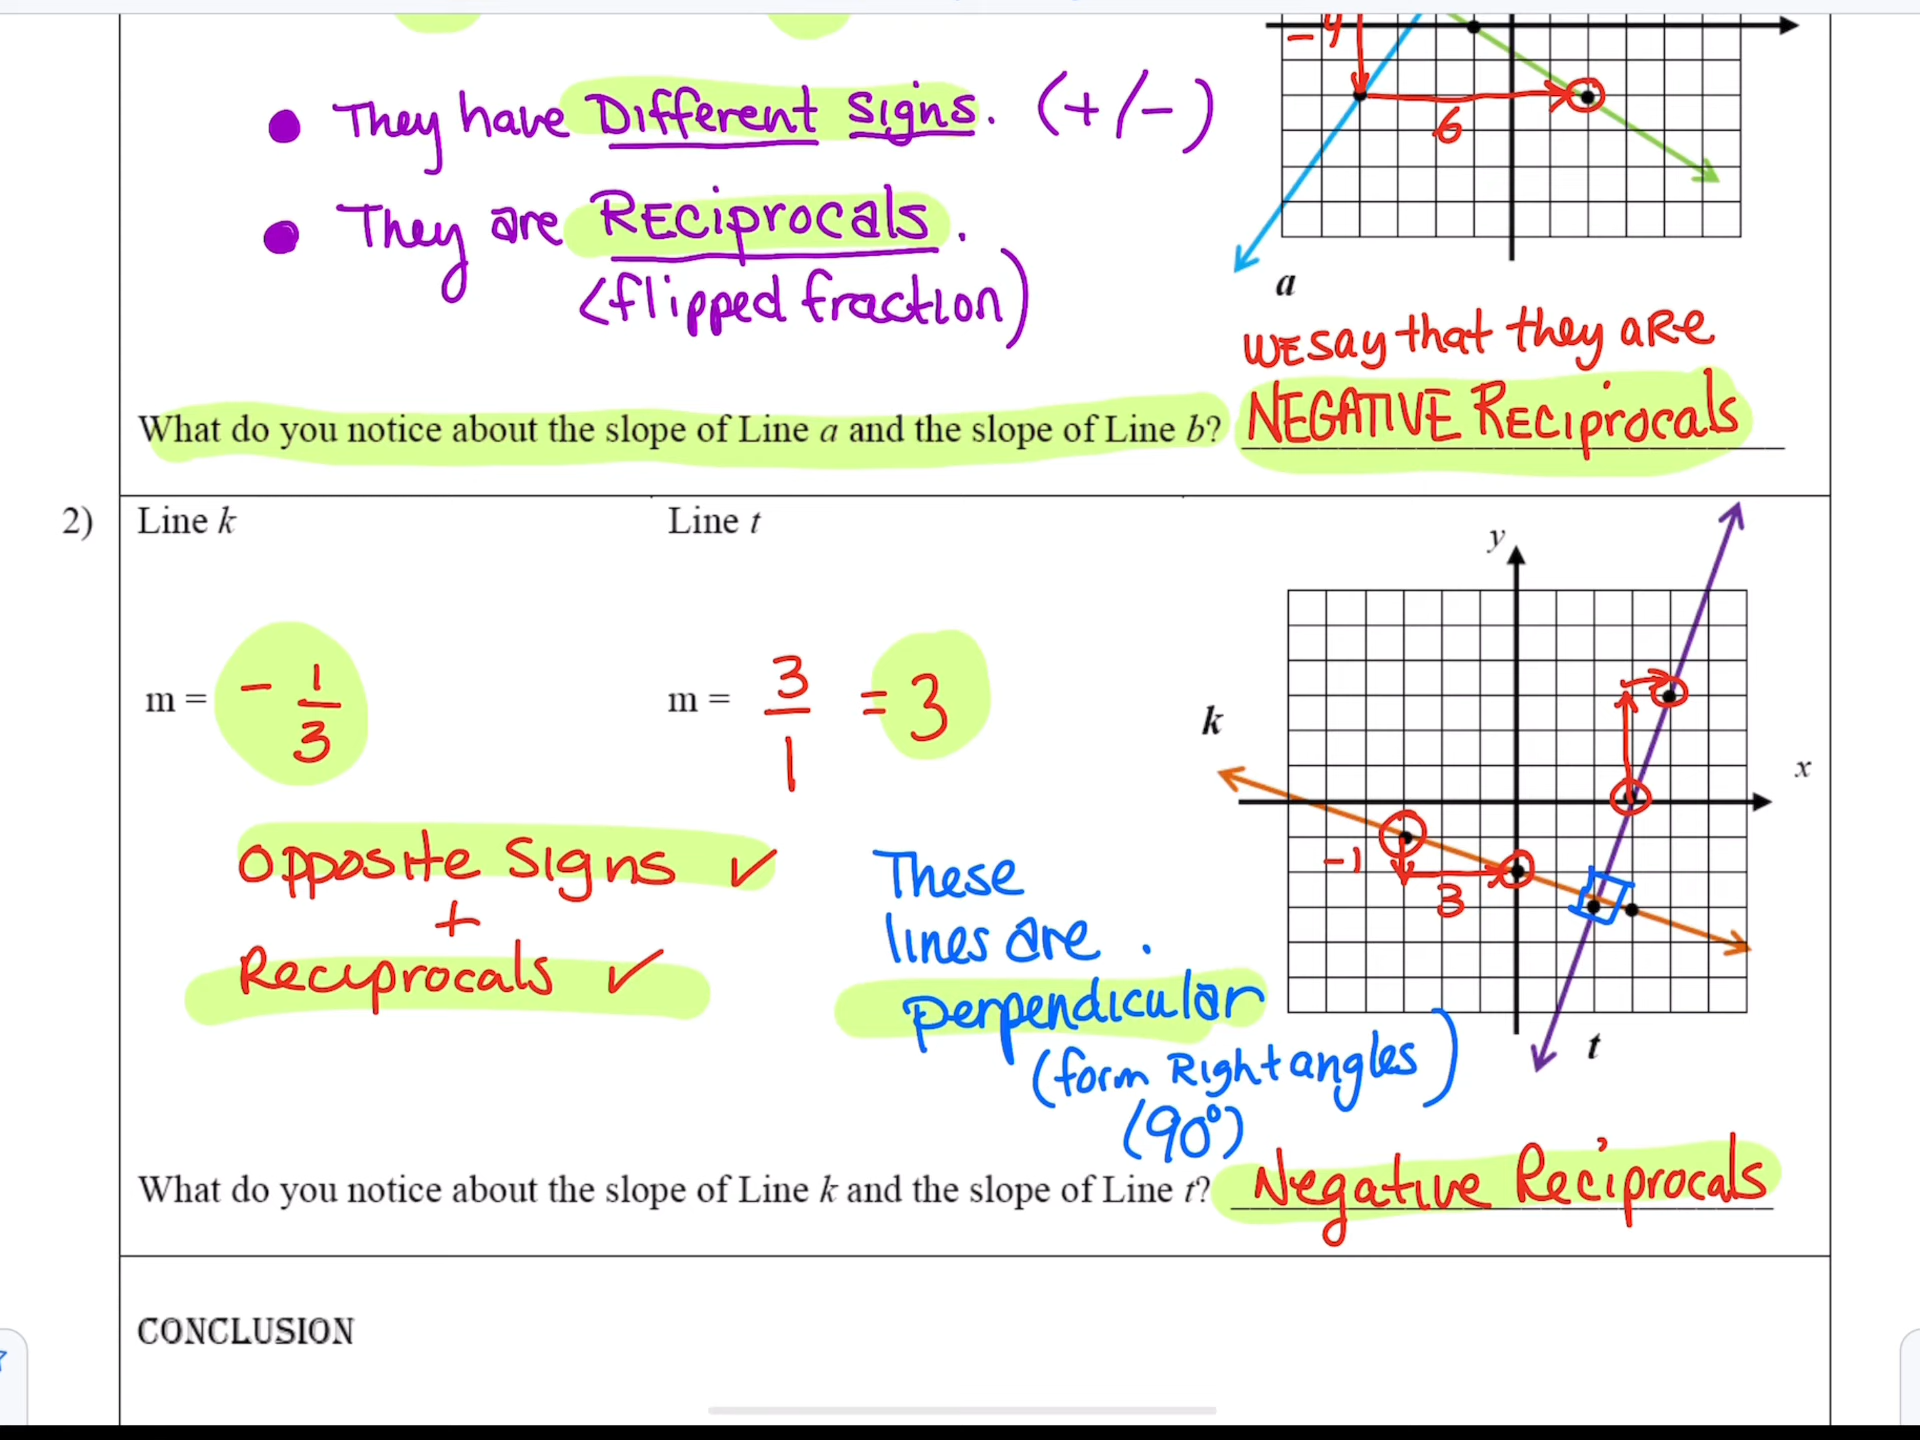 -4
6
• They have Different Signs. (+/-)
• They are RECiprocals.
(flipped fraction)
a
WE say that they are
What do you notice about the slope of Line a and the slope of Line b? NEGATIVE RECiprocals
2) Line k Line t
y
m = - 1/3 m = 3/1 = 3
k
x
Opposite Signs ✓
+
Reciprocals ✓
These
lines are .
perpendicular
(form Right angles)
(90°)
-1
3
t
What do you notice about the slope of Line k and the slope of Line t? Negative Reciprocals
CONCLUSION